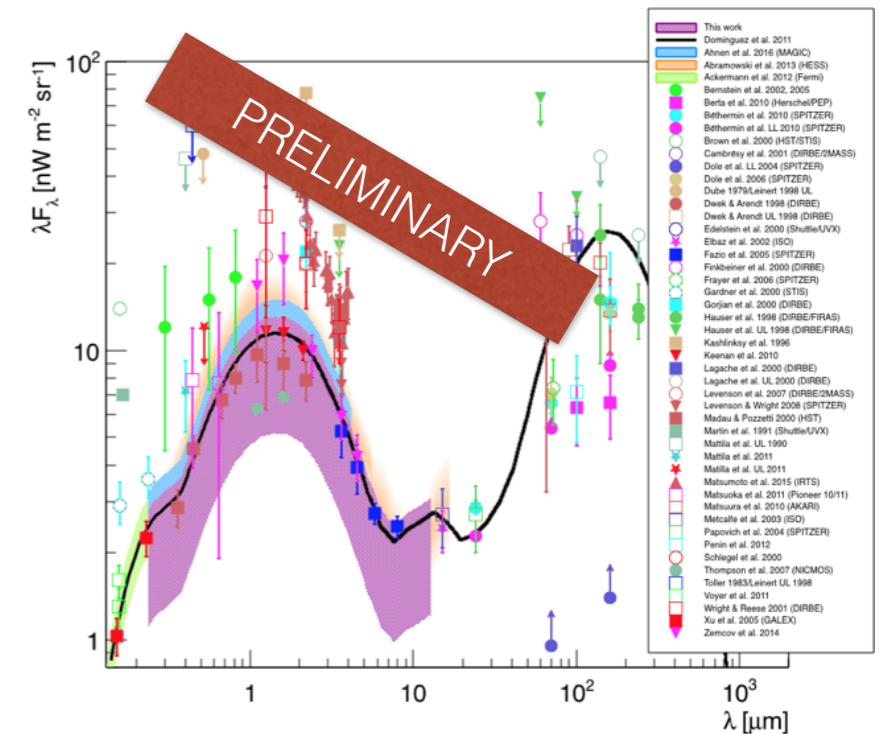 This work
Dominguez et al. 2011
Ahnen et al. 2016 (MAGIC)
Abramowski et al. 2013 (HESS)
Ackermann et al. 2012 (Fermi)
Bernstein et al. 2002, 2005
Berta et al. 2010 (Herschel/PEP)
Béthermin et al. 2010 (SPITZER)
Béthermin et al. LL 2010 (SPITZER)
Brown et al. 2000 (HST/STIS)
Cambrésy et al. 2001 (DIRBE/2MASS)
Dole et al. LL 2004 (SPITZER)
Dole et al. 2006 (SPITZER)
Dube 1979/Leinert 1998 UL
Dwek & Arendt 1998 (DIRBE)
Dwek & Arendt UL 1998 (DIRBE)
Edelstein et al. 2000 (Shuttle/UVX)
Elbaz et al. 2002 (ISO)
Fazio et al. 2005 (SPITZER)
Finkbeiner et al. 2000 (DIRBE)
Frayer et al. 2006 (SPITZER)
Gardner et al. 2000 (STIS)
Gorjian et al. 2000 (DIRBE)
Hauser et al. 1998 (DIRBE/FIRAS)
Hauser et al. UL 1998 (DIRBE/FIRAS)
Kashlinksy et al. 1996
Keenan et al. 2010
Lagache et al. 2000 (DIRBE)
Lagache et al. UL 2000 (DIRBE)
Levenson et al. 2007 (DIRBE/2MASS)
Levenson & Wright 2008 (SPITZER)
Madau & Pozzetti 2000 (HST)
Martin et al. 1991 (Shuttle/UVX)
Mattila et al. UL 1990
Mattila et al. 2011
Matilla et al. UL 2011
Matsumoto et al. 2015 (IRTS)
Matsuoka et al. 2011 (Pioneer 10/11)
Matsuura et al. 2010 (AKARI)
Metcalfe et al. 2003 (ISO)
Papovich et al. 2004 (SPITZER)
Penin et al. 2012
Schlegel et al. 2000
Thompson et al. 2007 (NICMOS)
Toller 1983/Leinert UL 1998
Voyer et al. 2011
Wright & Reese 2001 (DIRBE)
Xu et al. 2005 (GALEX)
Zemcov et al. 2014
PRELIMINARY
λFλ [nW m⁻² sr⁻¹]
10²
10
1
1 10 10² 10³
λ [μm]